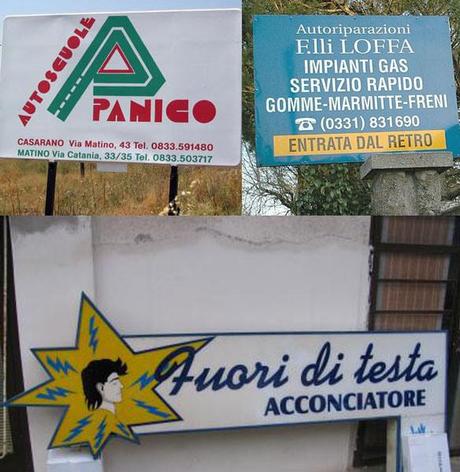 AUTOSCUOLE
PANICO
CASARANO Via Matino, 43 Tel. 0833.591480
MATINO Via Catania, 33/35 Tel. 0833.503717
Autoriparazioni
F.lli LOFFA
IMPIANTI GAS
SERVIZIO RAPIDO
GOMME-MARMITTE-FRENI
☎ (0331) 831690
ENTRATA DAL RETRO
Fuori di testa
ACCONCIATORE